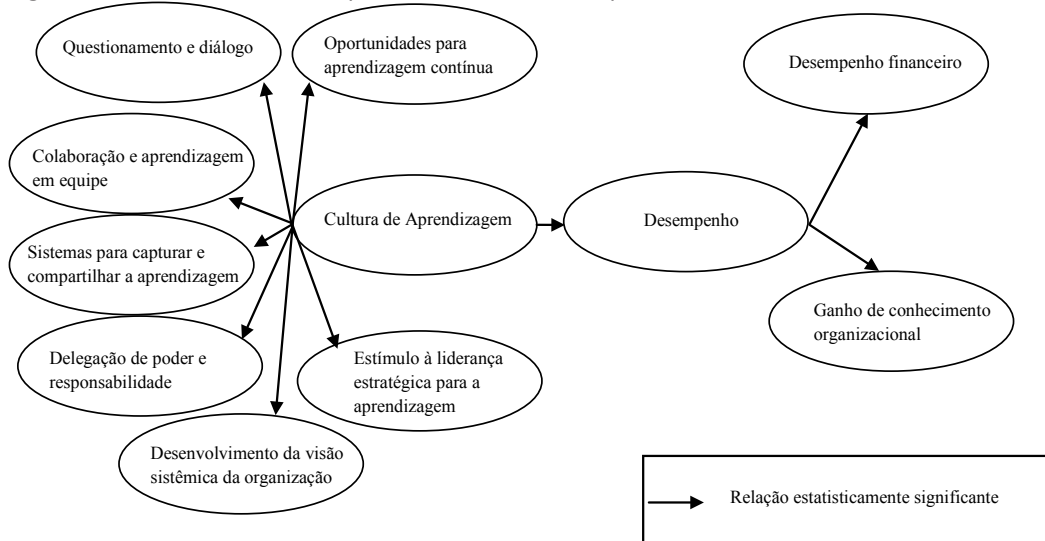 Questionamento e diálogo
Oportunidades para
aprendizagem contínua
Desempenho financeiro
Colaboração e aprendizagem
em equipe
Cultura de Aprendizagem
Desempenho
Sistemas para capturar e
compartilhar a aprendizagem
Ganho de conhecimento
organizacional
Delegação de poder e
responsabilidade
Estímulo à liderança
estratégica para a
aprendizagem
Desenvolvimento da visão
sistêmica da organização
Relação estatisticamente significante